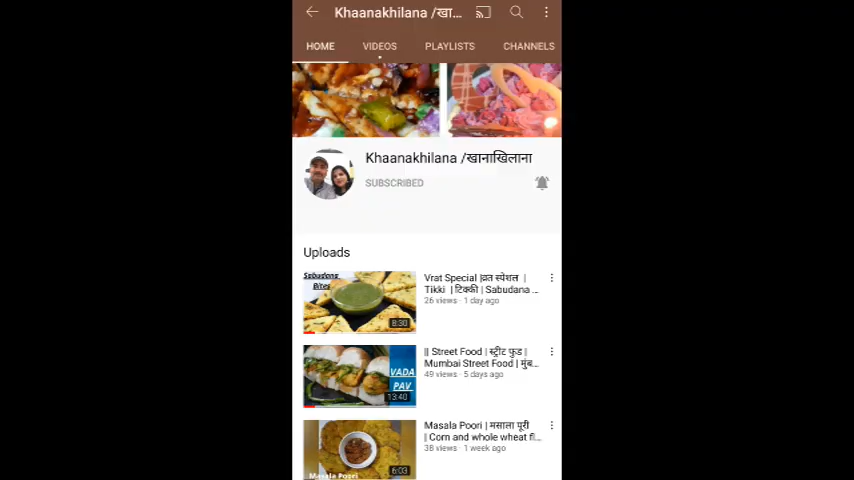 Khaanakhilana /खा...
HOME VIDEOS PLAYLISTS CHANNELS
Khaanakhilana /खानाखिलाना
SUBSCRIBED
Uploads
Sabudana
Bites
8:30
Vrat Special |व्रत स्पेशल |
Tikki | टिक्की | Sabudana ...
26 views · 1 day ago
VADA
PAV
13:40
|| Street Food | स्ट्रीट फुड |
Mumbai Street Food | मुंब...
49 views · 5 days ago
Masala Poori
6:03
Masala Poori | मसाला पूरी
| Corn and whole wheat fl...
38 views · 1 week ago